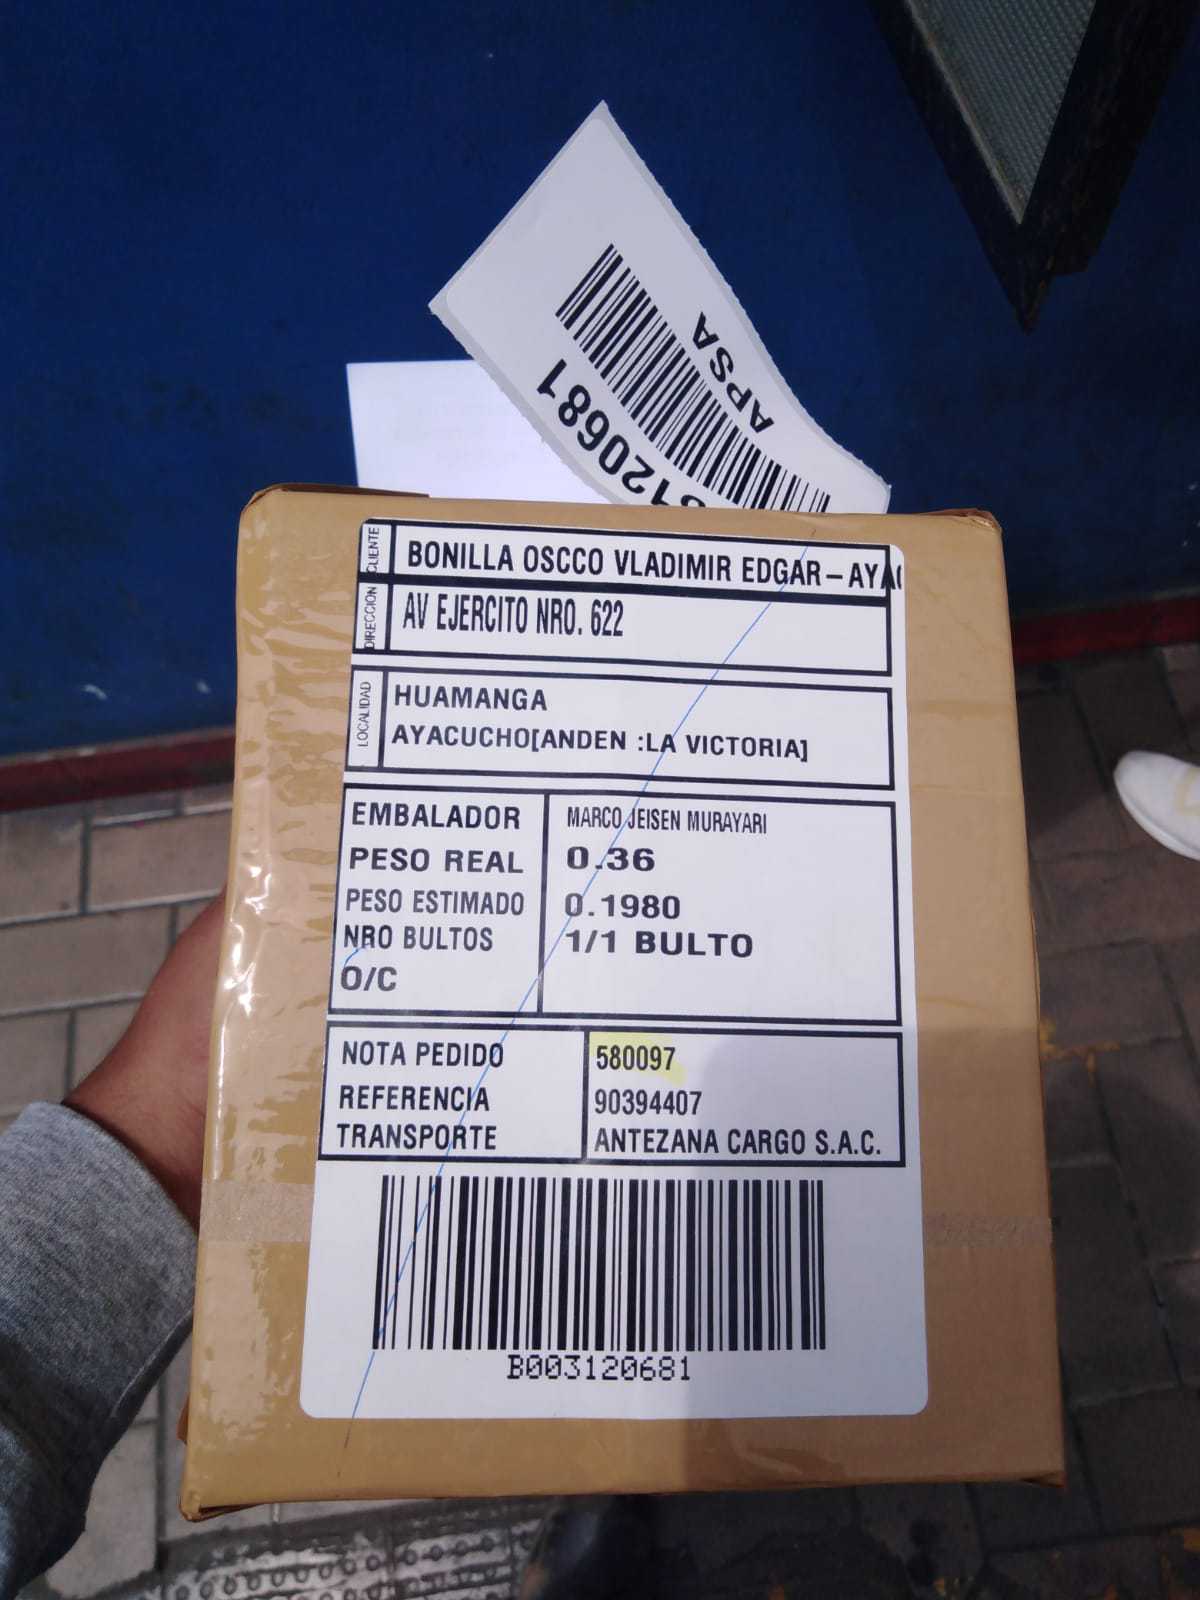 120681
APSA
CLIENTE BONILLA OSCCO VLADIMIR EDGAR-AYAC
DIRECCION AV EJERCITO NRO. 622
LOCALIDAD HUAMANGA
AYACUCHO[ANDEN :LA VICTORIA]
EMBALADOR MARCO JEISEN MURAYARI
PESO REAL 0.36
PESO ESTIMADO 0.1980
NRO BULTOS 1/1 BULTO
O/C
NOTA PEDIDO 580097
REFERENCIA 90394407
TRANSPORTE ANTEZANA CARGO S.A.C.
B003120681